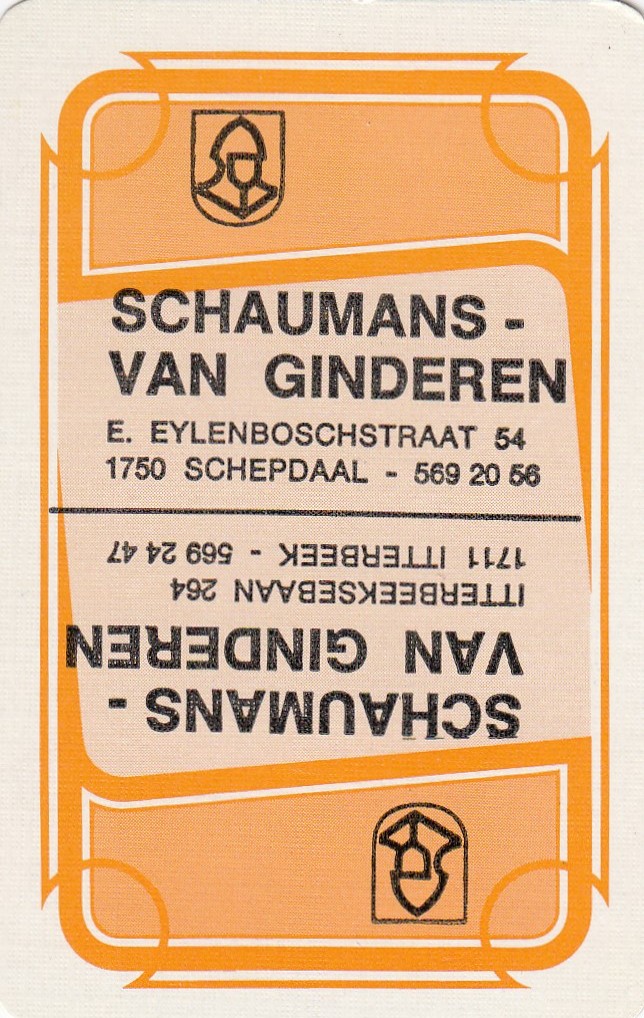 SCHAUMANS -
VAN GINDEREN
E. EYLENBOSCHSTRAAT 54
1750 SCHEPDAAL - 569 20 56
SCHAUMANS -
VAN GINDEREN
ITTERBEEKSEBAAN 264
1711 ITTERBEEK - 569 24 47